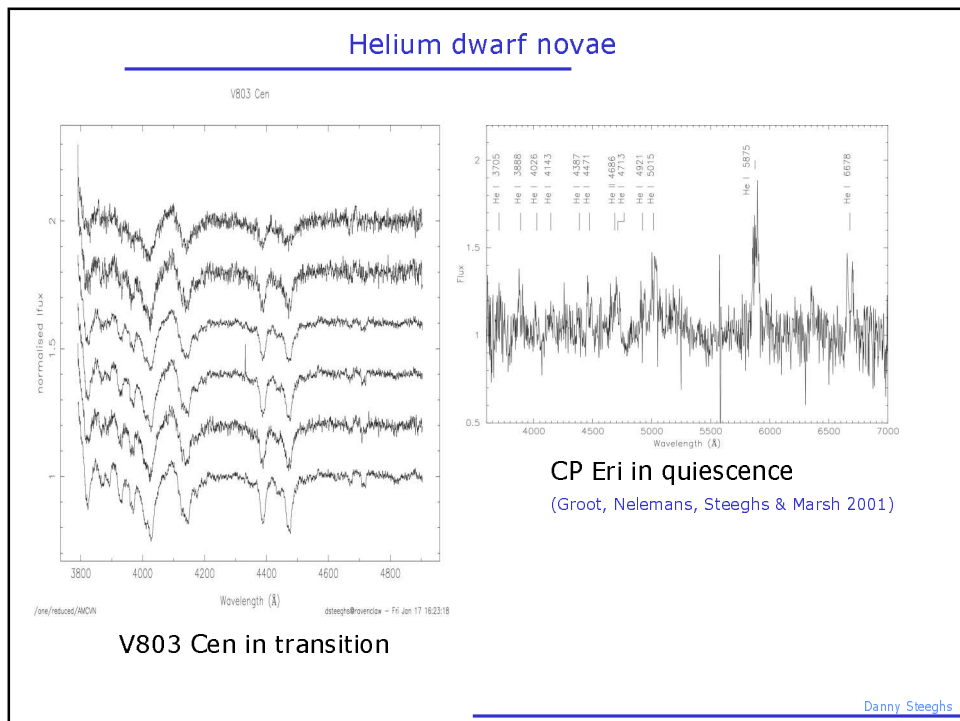 Helium dwarf novae
V803 Cen
normalised lfux
2
1.5
1
3800 4000 4200 4400 4600 4800
Wavelength (Å)
/one/reduced/AMCVN dsteeghs@ravenclaw - Fri Jan 17 16:23:18
V803 Cen in transition
He I 3705
He I 3888
He I 4026
He I 4143
He I 4387
He I 4471
He II 4686
He I 4713
He I 4921
He I 5015
He I 5875
He I 6678
Flux
2
1.5
1
0.5
4000 4500 5000 5500 6000 6500 7000
Wavelength (Å)
CP Eri in quiescence
(Groot, Nelemans, Steeghs & Marsh 2001)
Danny Steeghs